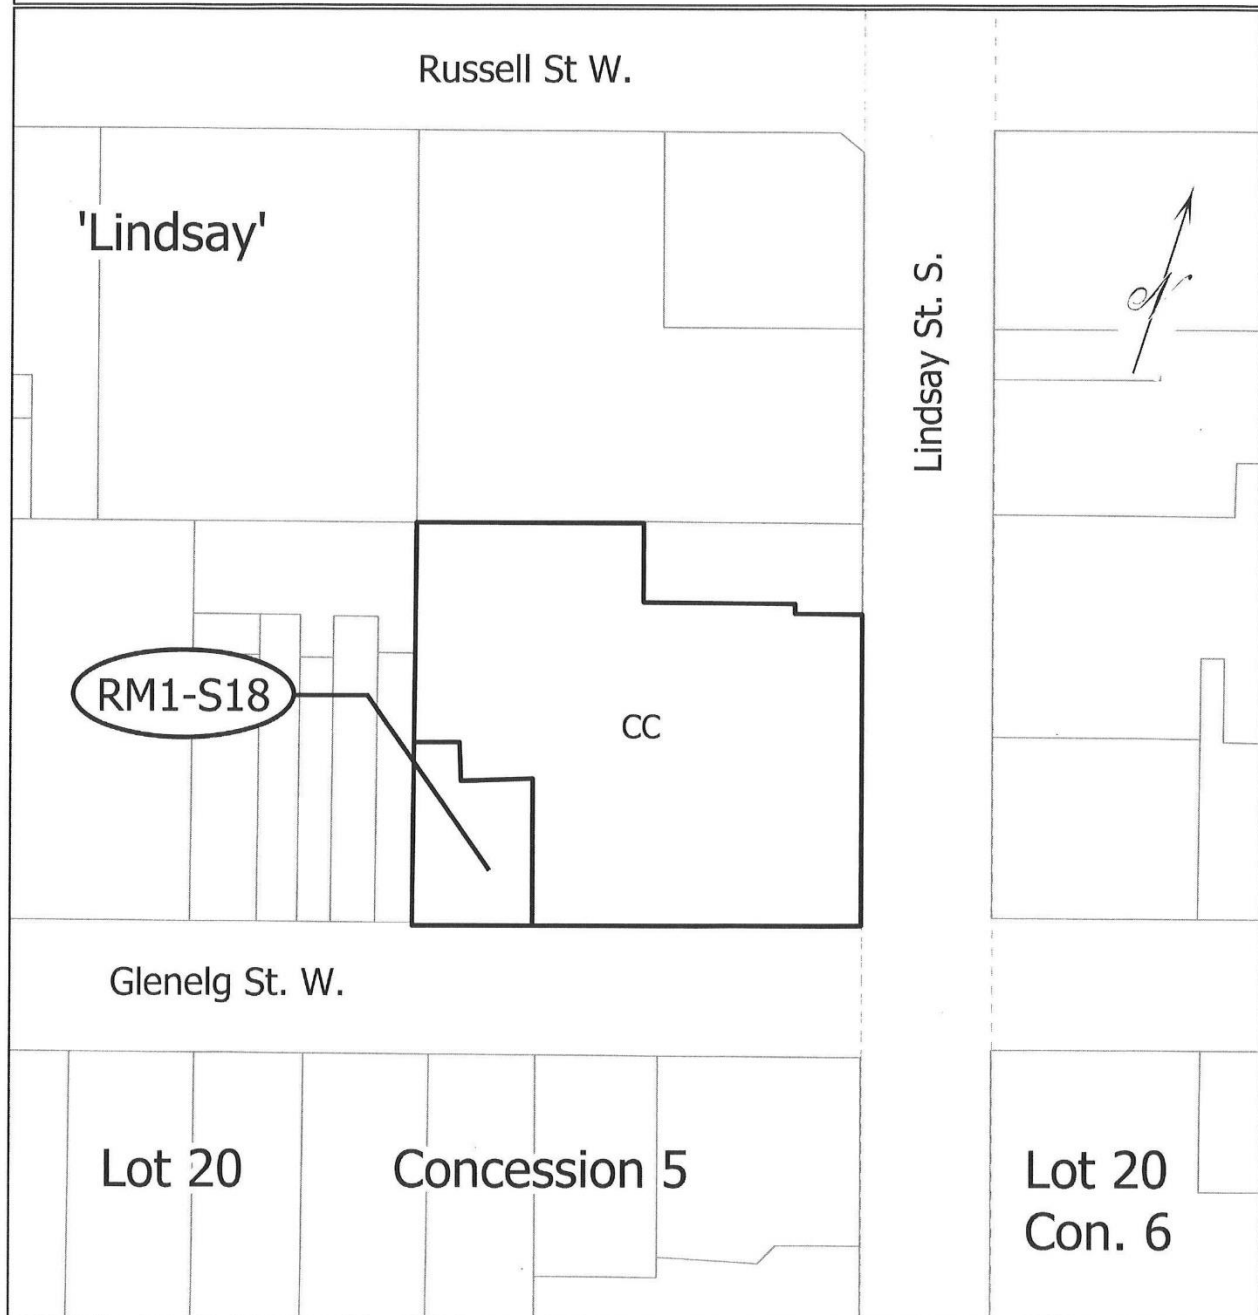 Russell St W.
'Lindsay'
Lindsay St. S.
N
RM1-S18
CC
Glenelg St. W.
Lot 20
Concession 5
Lot 20
Con. 6